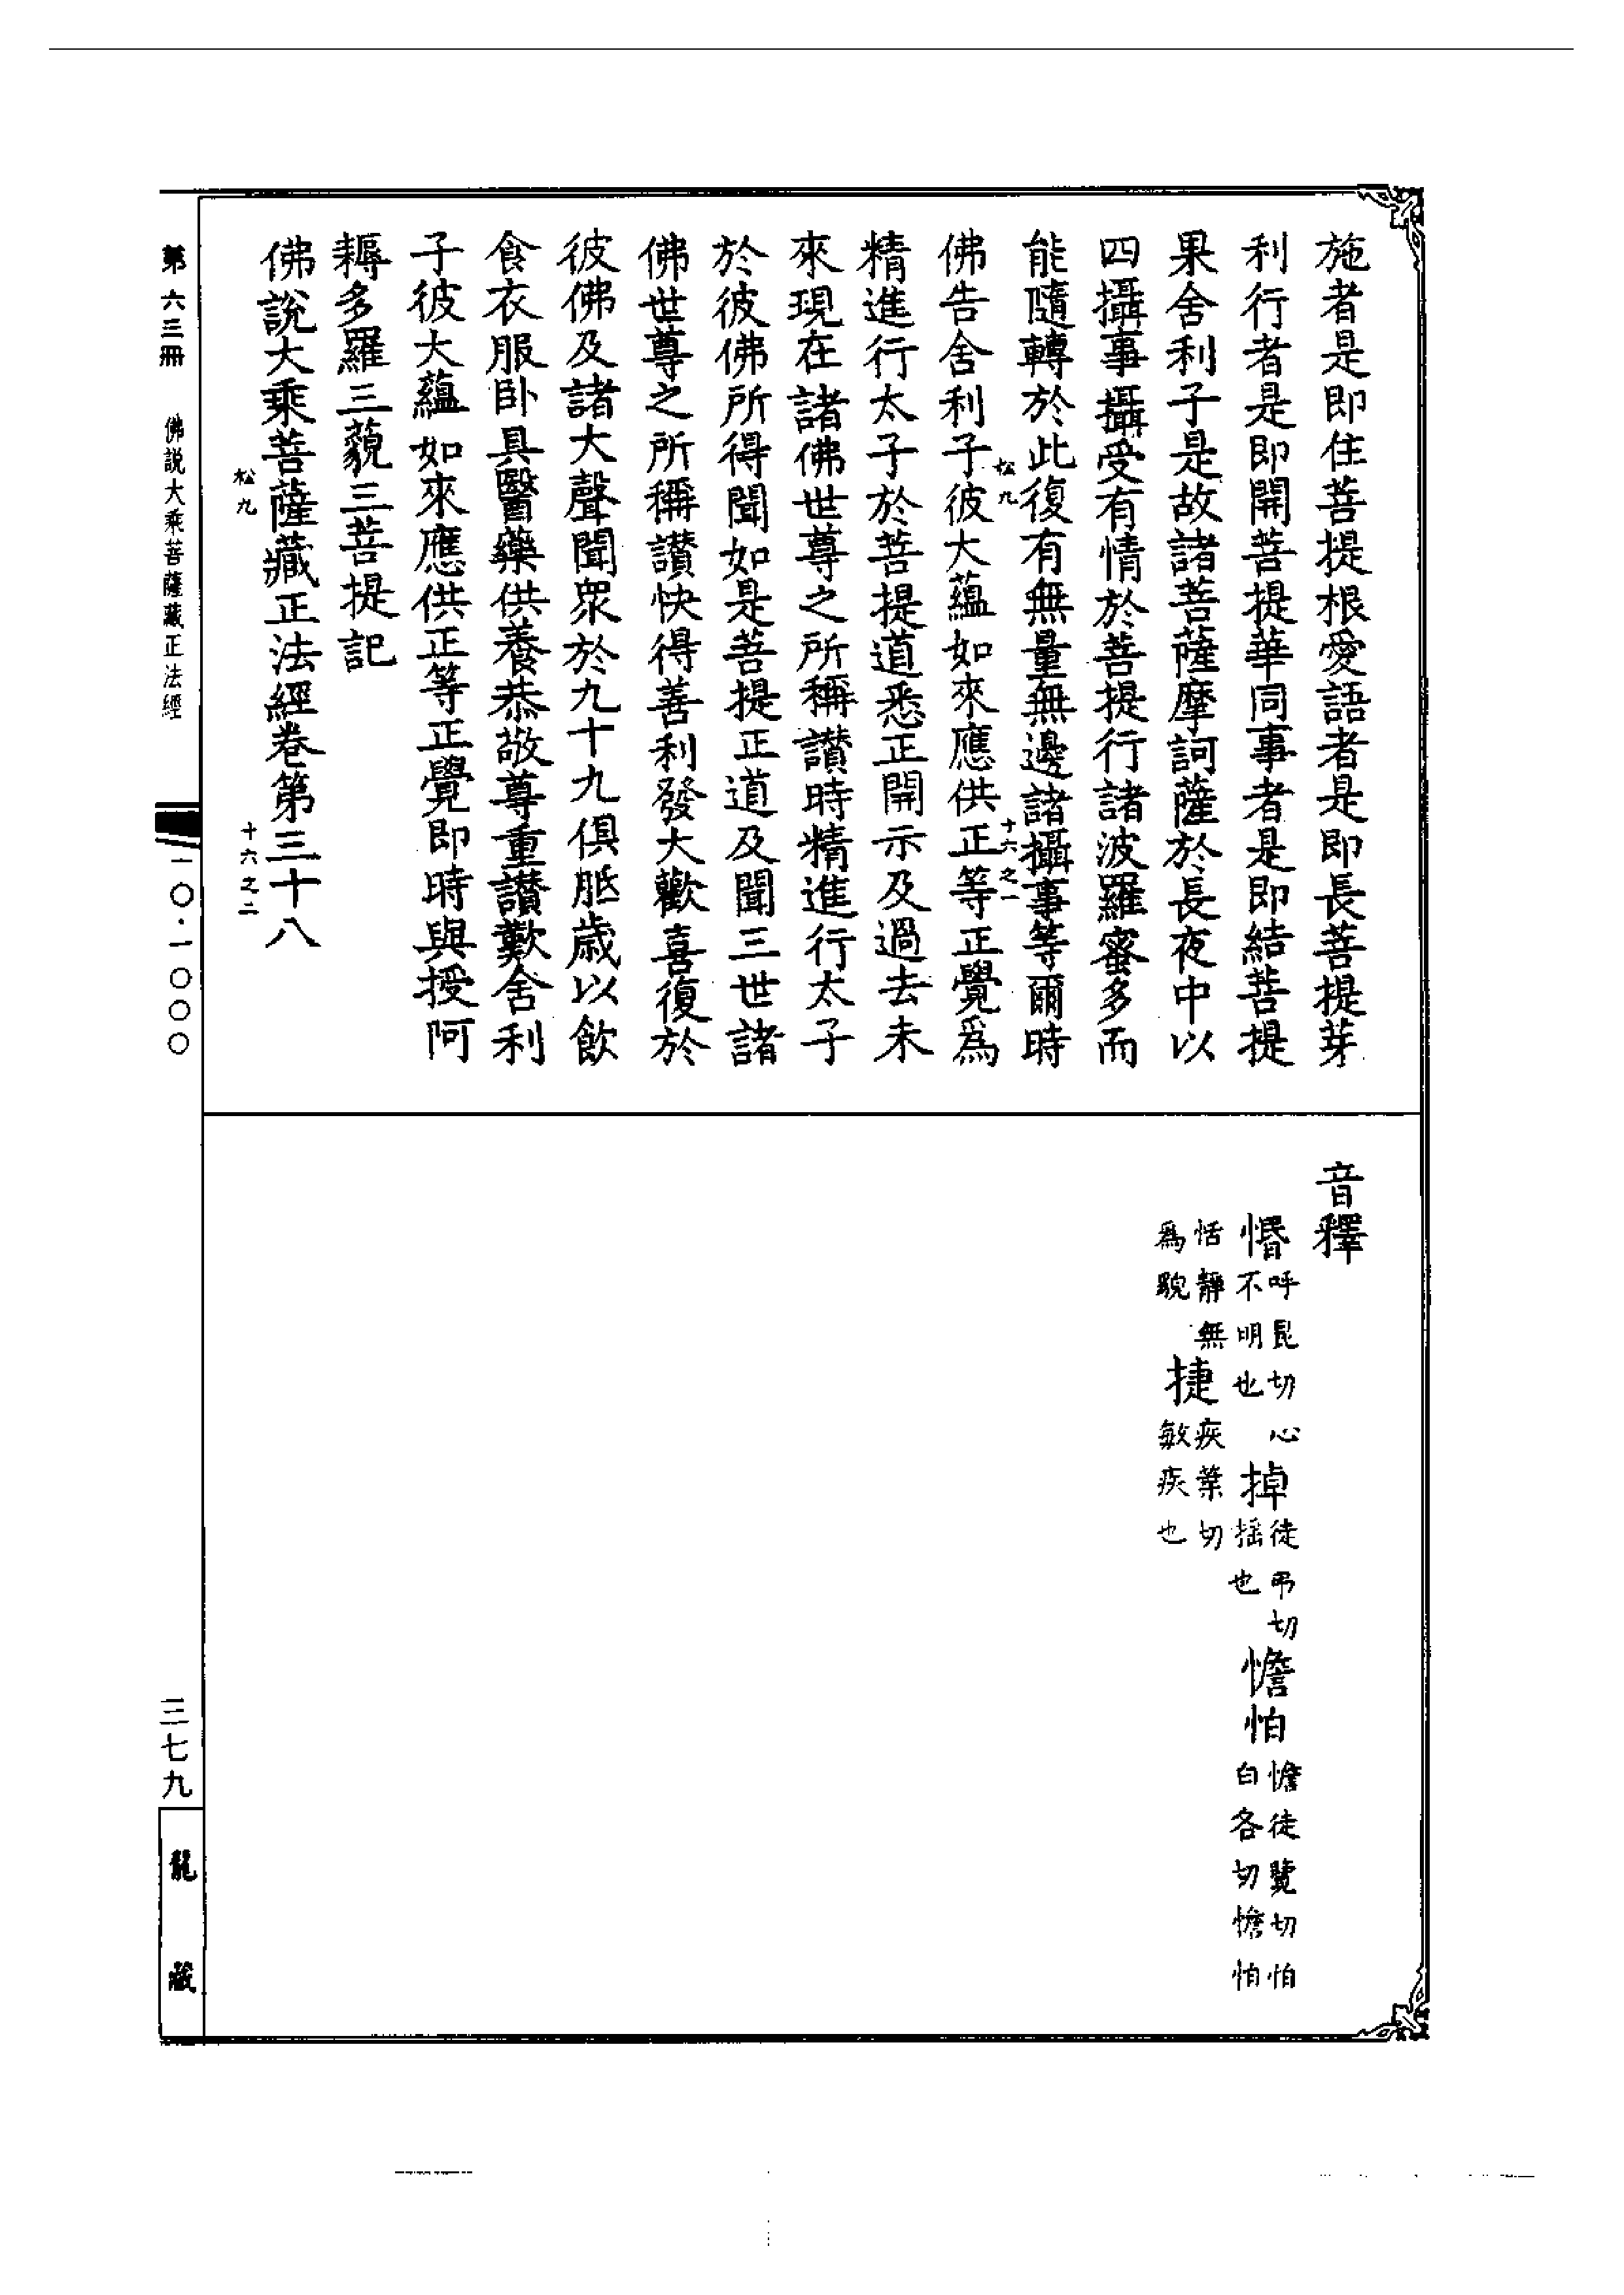 施者是即住菩提根愛語者是即長菩提芽
利行者是即開菩提華同事者是即結菩提
果舍利子是故諸菩薩摩訶薩於長夜中以
四攝事攝受有情於菩提行諸波羅蜜多而
能隨轉於此復有無量無邊諸攝事等爾時
松九
十六之一
佛告舍利子彼大蘊如來應供正等正覺爲
精進行太子於菩提道悉正開示及過去未
來現在諸佛世尊之所稱讚時精進行太子
於彼佛所得聞如是菩提正道及聞三世諸
佛世尊之所稱讚快得善利發大歡喜復於
彼佛及諸大聲聞眾於九十九俱胝歲以飲
食衣服卧具醫藥供養恭敬尊重讚歎舍利
子彼大蘊如來應供正等正覺即時與授阿
耨多羅三藐三菩提記
佛說大乘菩薩藏正法經卷第三十八
松九
十六之二
音釋
惛
呼昆切心
不明也
掉
徒弔切
搖也
憺怕
憺徒覽切怕
白各切憺怕
恬靜無
爲貌
捷
疾葉切
敏疾也
第六三冊 佛説大乘菩薩藏正法經
一〇·一〇〇〇
三七九
龍藏